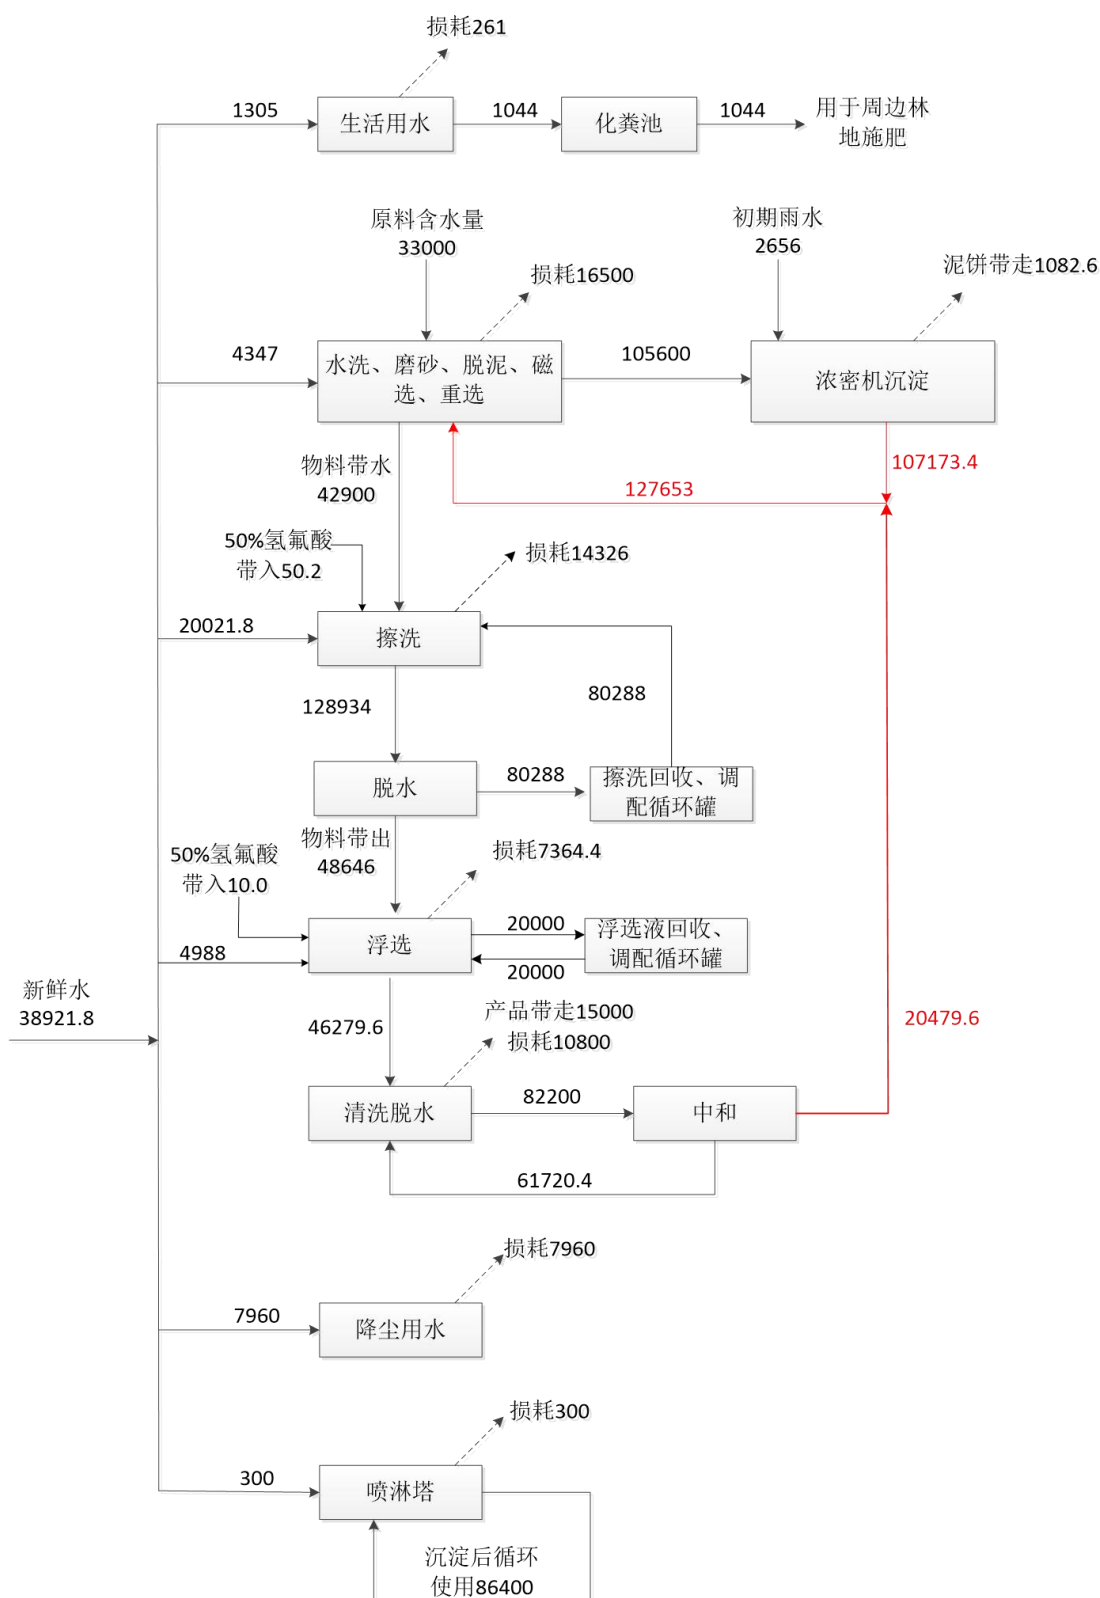 损耗261
1305
生活用水
1044
化粪池
1044
用于周边林
地施肥
原料含水量
33000
损耗16500
初期雨水
2656
泥饼带走1082.6
4347
水洗、磨砂、脱泥、磁
选、重选
105600
浓密机沉淀
107173.4
127653
物料带水
42900
50%氢氟酸
带入50.2
损耗14326
20021.8
擦洗
128934
80288
脱水
80288
擦洗回收、调
配循环罐
物料带出
48646
50%氢氟酸
带入10.0
损耗7364.4
4988
浮选
20000
20000
浮选液回收、
调配循环罐
新鲜水
38921.8
46279.6
产品带走15000
损耗10800
20479.6
清洗脱水
82200
中和
61720.4
损耗7960
7960
降尘用水
损耗300
300
喷淋塔
沉淀后循环
使用86400